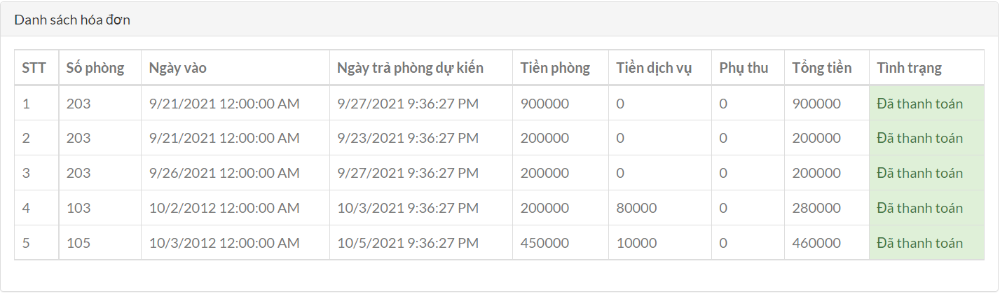 Danh sách hóa đơn
STT Số phòng Ngày vào Ngày trả phòng dự kiến Tiền phòng Tiền dịch vụ Phụ thu Tổng tiền Tình trạng
1 203 9/21/2021 12:00:00 AM 9/27/2021 9:36:27 PM 900000 0 0 900000 Đã thanh toán
2 203 9/21/2021 12:00:00 AM 9/23/2021 9:36:27 PM 200000 0 0 200000 Đã thanh toán
3 203 9/26/2021 12:00:00 AM 9/27/2021 9:36:27 PM 200000 0 0 200000 Đã thanh toán
4 103 10/2/2012 12:00:00 AM 10/3/2021 9:36:27 PM 200000 80000 0 280000 Đã thanh toán
5 105 10/3/2012 12:00:00 AM 10/5/2021 9:36:27 PM 450000 10000 0 460000 Đã thanh toán